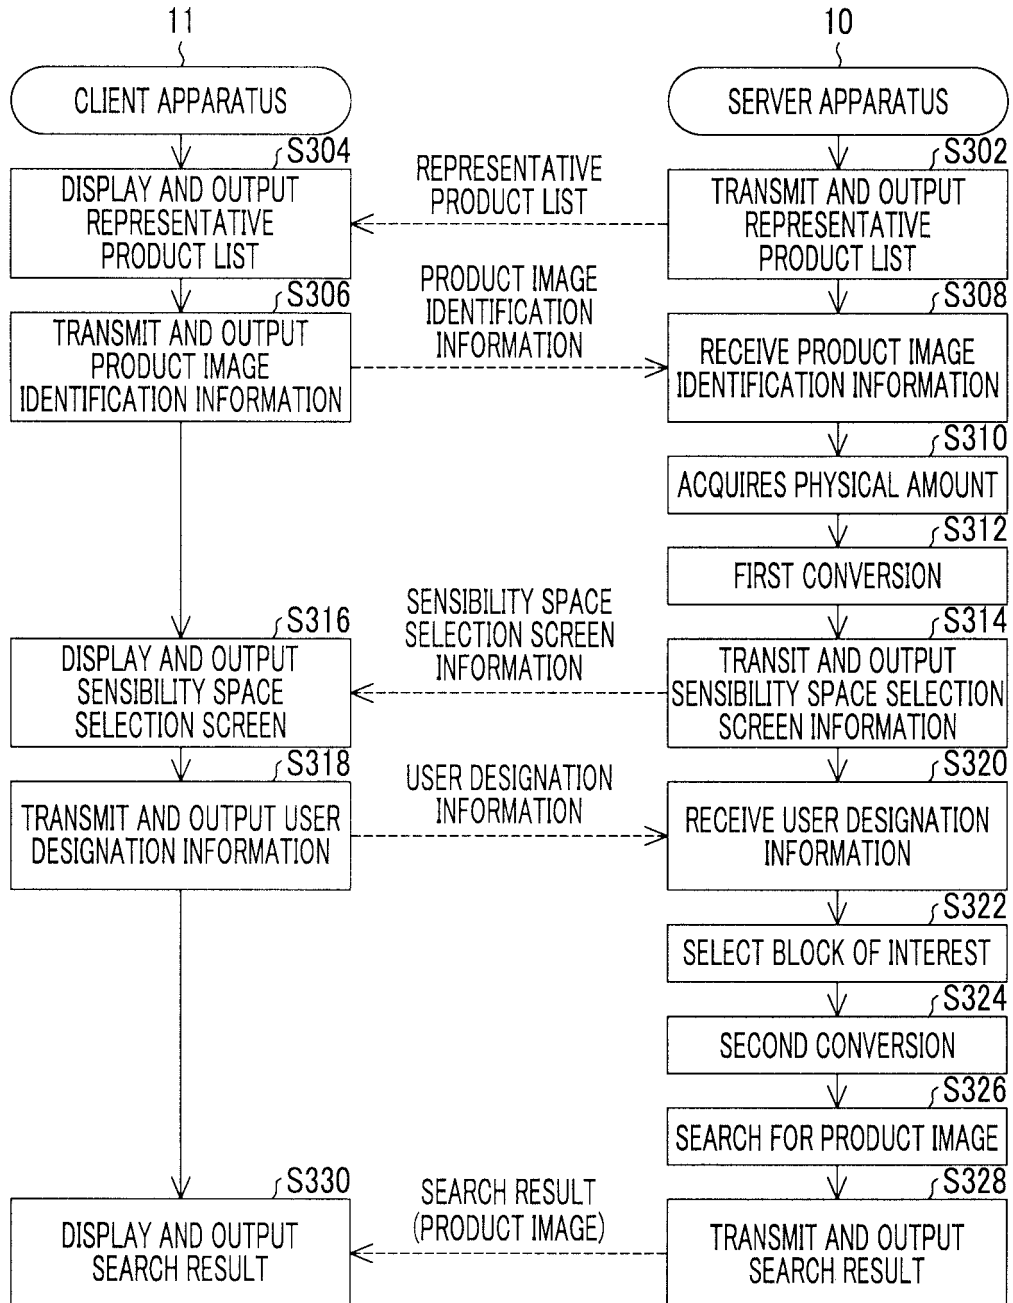 11
10
CLIENT APPARATUS
SERVER APPARATUS
S304
S302
DISPLAY AND OUTPUT
REPRESENTATIVE
PRODUCT LIST
REPRESENTATIVE
PRODUCT LIST
TRANSMIT AND OUTPUT
REPRESENTATIVE
PRODUCT LIST
S306
S308
TRANSMIT AND OUTPUT
PRODUCT IMAGE
IDENTIFICATION INFORMATION
PRODUCT IMAGE
IDENTIFICATION
INFORMATION
RECEIVE PRODUCT IMAGE
IDENTIFICATION INFORMATION
S310
ACQUIRES PHYSICAL AMOUNT
S312
FIRST CONVERSION
S316
S314
DISPLAY AND OUTPUT
SENSIBILITY SPACE
SELECTION SCREEN
SENSIBILITY SPACE
SELECTION SCREEN
INFORMATION
TRANSIT AND OUTPUT
SENSIBILITY SPACE SELECTION
SCREEN INFORMATION
S318
S320
TRANSMIT AND OUTPUT USER
DESIGNATION INFORMATION
USER DESIGNATION
INFORMATION
RECEIVE USER DESIGNATION
INFORMATION
S322
SELECT BLOCK OF INTEREST
S324
SECOND CONVERSION
S326
SEARCH FOR PRODUCT IMAGE
S330
S328
DISPLAY AND OUTPUT
SEARCH RESULT
SEARCH RESULT
(PRODUCT IMAGE)
TRANSMIT AND OUTPUT
SEARCH RESULT